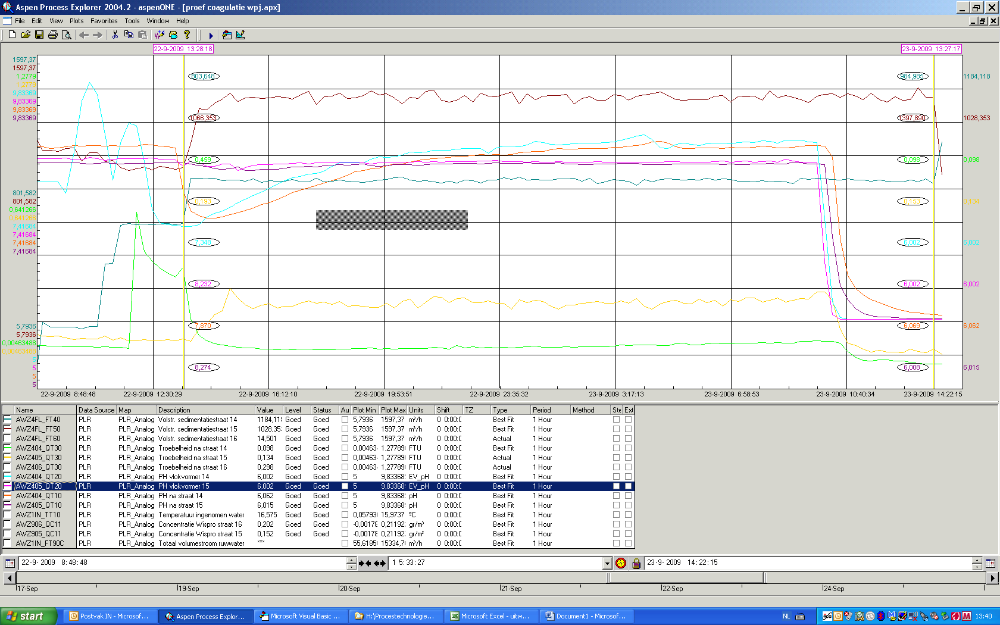 Aspen Process Explorer 2004.2 - aspenONE - [proef coagulatie wpj.apx]
File Edit View Plots Favorites Tools Window Help
22-9-2009 13:28:18 23-9-2009 13:27:17
1597,37
1597,37
1,2779
1,2779
9,83369
9,83369
9,83369
9,83369
801,582
801,582
0,641266
0,641266
7,41684
7,41684
7,41684
7,41684
5,7936
5,7936
0,00463488
0,00463488
5
5
5
5
803,648 984,985 1184,118
1066,353 1397,890 1028,353
0,459 0,098 0,098
0,193 0,153 0,134
7,348 6,002 6,002
8,232 6,002 6,002
7,870 6,069 6,062
8,274 6,008 6,015
22-9-2009 8:48:48 22-9-2009 12:30:29 22-9-2009 16:12:10 22-9-2009 19:53:51 22-9-2009 23:35:32 23-9-2009 3:17:13 23-9-2009 6:58:53 23-9-2009 10:40:34 23-9-2009 14:22:15
Name Data Source Map Description Value Level Status Au Plot Min Plot Max Units Shift TZ Type Period Method Ste Ext
AWZ4FL_FT40 PLR PLR_Analog Volstr. sedimentatiestraat 14 1184,11 Goed Goed 5,7936 1597,37 m³/h 0 0:00:0 Best Fit 1 Hour
AWZ4FL_FT50 PLR PLR_Analog Volstr. sedimentatiestraat 15 1028,35 Goed Goed 5,7936 1597,37 m³/h 0 0:00:0 Best Fit 1 Hour
AWZ4FL_FT60 PLR PLR_Analog Volstr. sedimentatiestraat 16 14,501 Goed Goed 5,7936 1597,37 m³/h 0 0:00:0 Actual 1 Hour
AWZ404_QT30 PLR PLR_Analog Troebelheid na straat 14 0,098 Goed Goed 0,00463 1,27789 FTU 0 0:00:0 Best Fit 1 Hour
AWZ405_QT30 PLR PLR_Analog Troebelheid na straat 15 0,134 Goed Goed 0,00463 1,27789 FTU 0 0:00:0 Actual 1 Hour
AWZ406_QT30 PLR PLR_Analog Troebelheid na straat 16 0,298 Goed Goed 0,00463 1,27789 FTU 0 0:00:0 Actual 1 Hour
AWZ404_QT20 PLR PLR_Analog PH vlokvormer 14 6,002 Goed Goed 5 9,83368 EV_pH 0 0:00:0 Best Fit 1 Hour
AWZ405_QT20 PLR PLR_Analog PH vlokvormer 15 6,002 Goed Goed 5 9,83368 EV_pH 0 0:00:0 Best Fit 1 Hour
AWZ404_QT10 PLR PLR_Analog PH na straat 14 6,062 Goed Goed 5 9,83368 pH 0 0:00:0 Best Fit 1 Hour
AWZ405_QT10 PLR PLR_Analog PH na straat 15 6,015 Goed Goed 5 9,83368 pH 0 0:00:0 Best Fit 1 Hour
AWZ1IN_TT10 PLR PLR_Analog Temperatuur ingenomen water 16,575 Goed Goed 0,05793 15,9737 ºC 0 0:00:0 Best Fit 1 Hour
AWZ906_QC11 PLR PLR_Analog Concentratie Wispro straat 16 0,202 Goed Goed -0,00178 0,21192 gr/m³ 0 0:00:0 Best Fit 1 Hour
AWZ905_QC11 PLR PLR_Analog Concentratie Wispro straat 15 0,152 Goed Goed -0,00178 0,21192 gr/m³ 0 0:00:0 Best Fit 1 Hour
AWZ1IN_FT90C PLR PLR_Analog Totaal volumestroom ruwwater *** 55,6185 15334,7 m³/h 0 0:00:0 Best Fit 1 Hour
22-9-2009 8:48:48 1 5:33:27 23-9-2009 14:22:15
17-Sep 19-Sep 20-Sep 21-Sep 22-Sep 24-Sep
start Postvak IN - Microsof... Aspen Process Explor... Microsoft Visual Basic ... H:\Procestechnologie... Microsoft Excel - uitw... Document1 - Microsof... NL 13:40